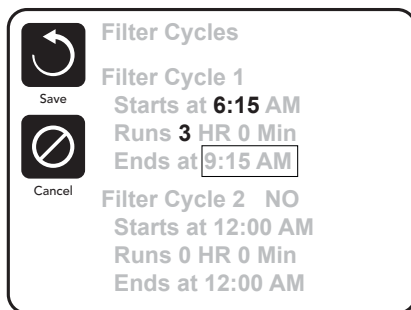 Filter Cycles
Filter Cycle 1
Save
Starts at 6:15 AM
Runs 3 HR 0 Min
Ends at 9:15 AM
Cancel
Filter Cycle 2 NO
Starts at 12:00 AM
Runs 0 HR 0 Min
Ends at 12:00 AM